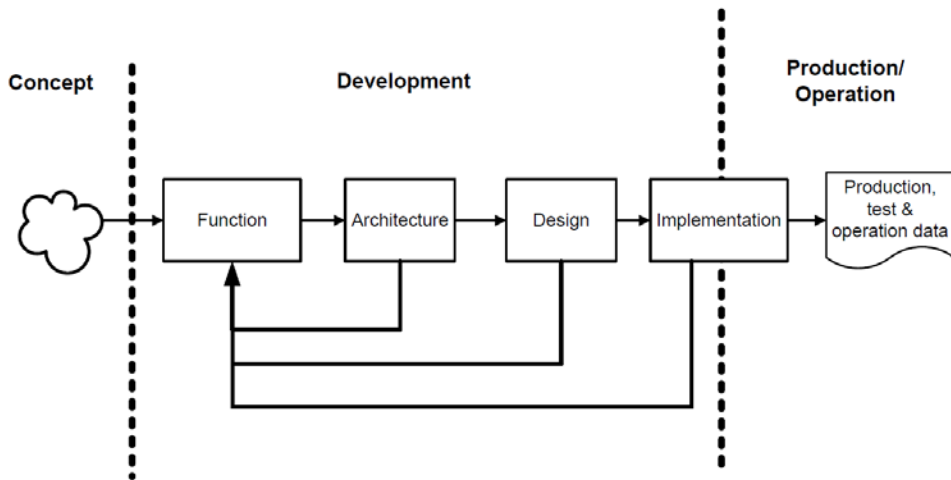 Concept
Development
Production/
Operation
Function
Architecture
Design
Implementation
Production,
test &
operation data